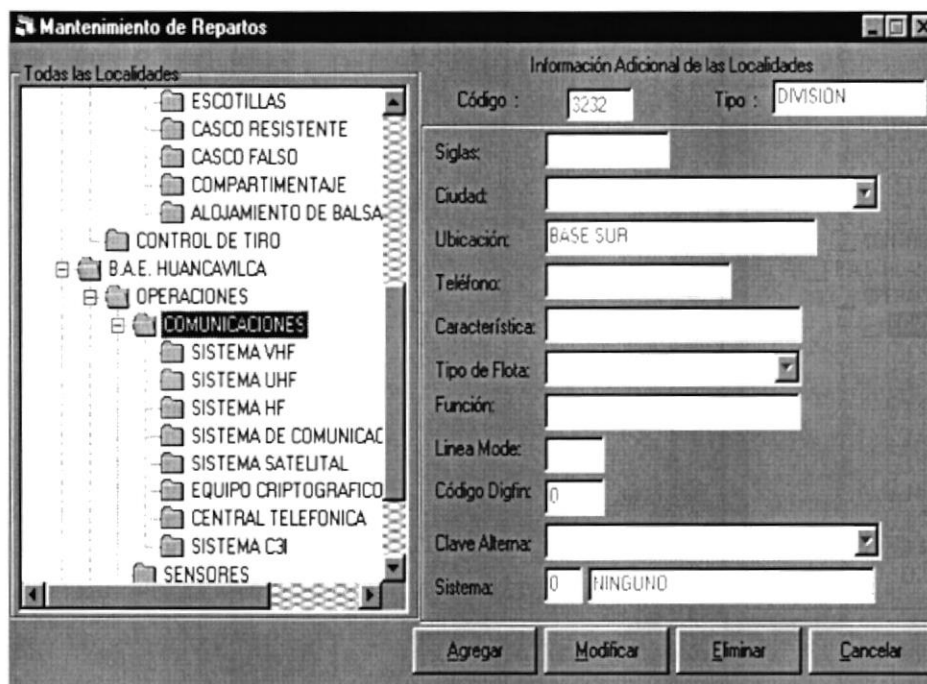 Mantenimiento de Repartos
Todas las Localidades
ESCOTILLAS
CASCO RESISTENTE
CASCO FALSO
COMPARTIMENTAJE
ALOJAMIENTO DE BALSA
CONTROL DE TIRO
B.A.E. HUANCAVILCA
OPERACIONES
COMUNICACIONES
SISTEMA VHF
SISTEMA UHF
SISTEMA HF
SISTEMA DE COMUNICAC
SISTEMA SATELITAL
EQUIPO CRIPTOGRAFICO
CENTRAL TELEFONICA
SISTEMA C3I
SENSORES
Información Adicional de las Localidades
Código : 3232 Tipo : DIVISION
Siglas:
Ciudad:
Ubicación: BASE SUR
Teléfono:
Característica:
Tipo de Flota:
Función:
Linea Mode:
Código Digfin: 0
Clave Alterna:
Sistema: 0 NINGUNO
Agregar Modificar Eliminar Cancelar